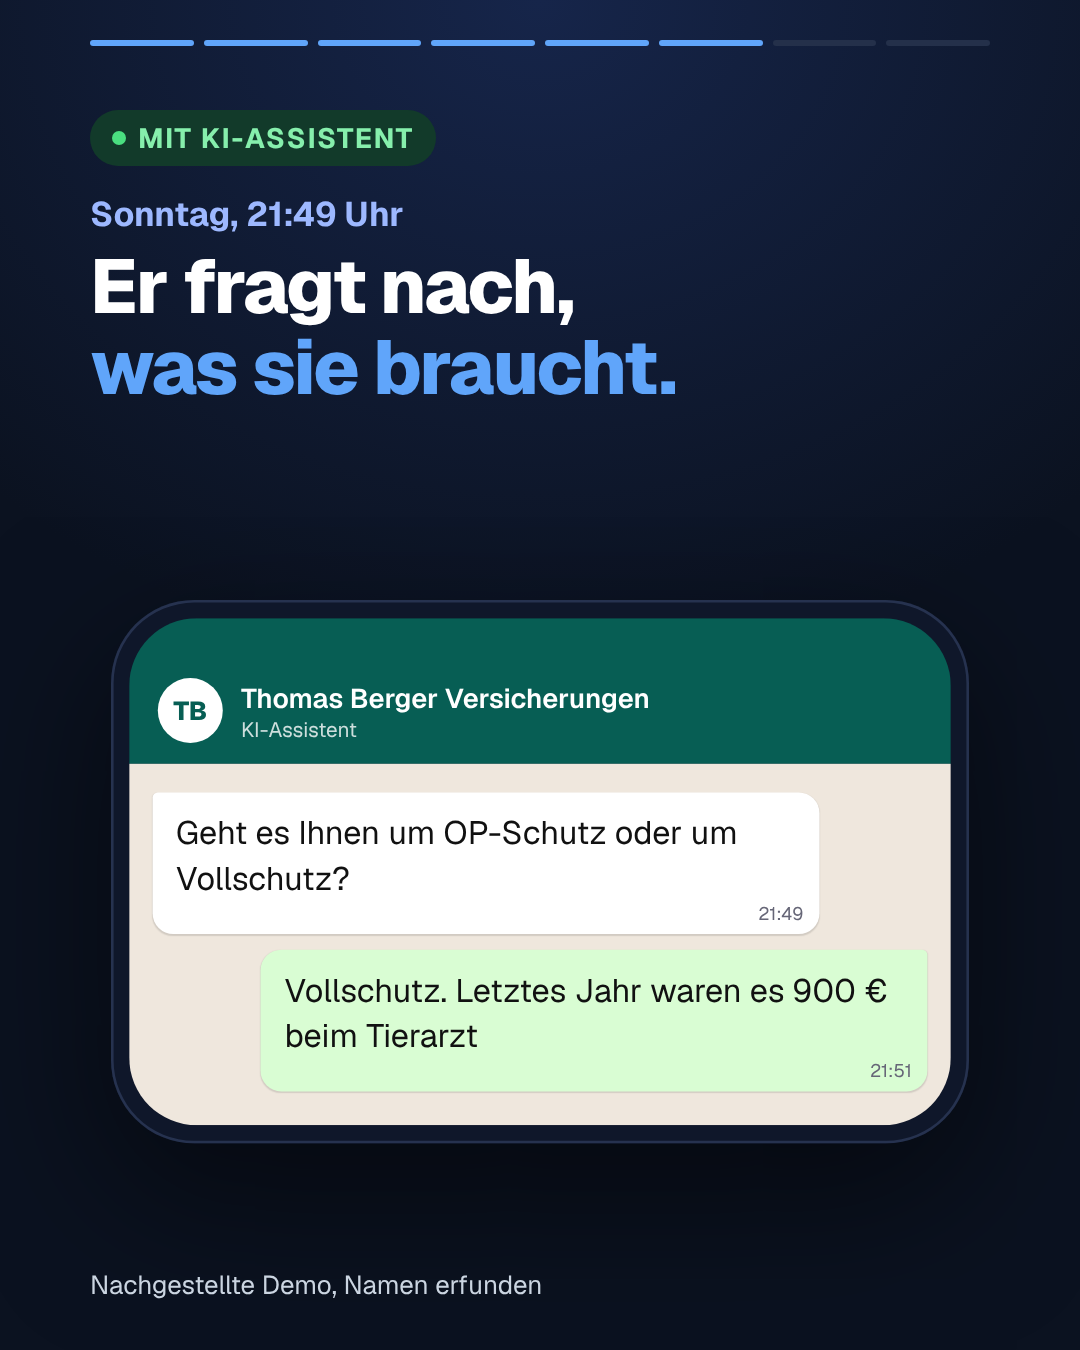 MIT KI-ASSISTENT
Sonntag, 21:49 Uhr
Er fragt nach,
was sie braucht.
TB
Thomas Berger Versicherungen
KI-Assistent
Geht es Ihnen um OP-Schutz oder um
Vollschutz?
21:49
Vollschutz. Letztes Jahr waren es 900 €
beim Tierarzt
21:51
Nachgestellte Demo, Namen erfunden